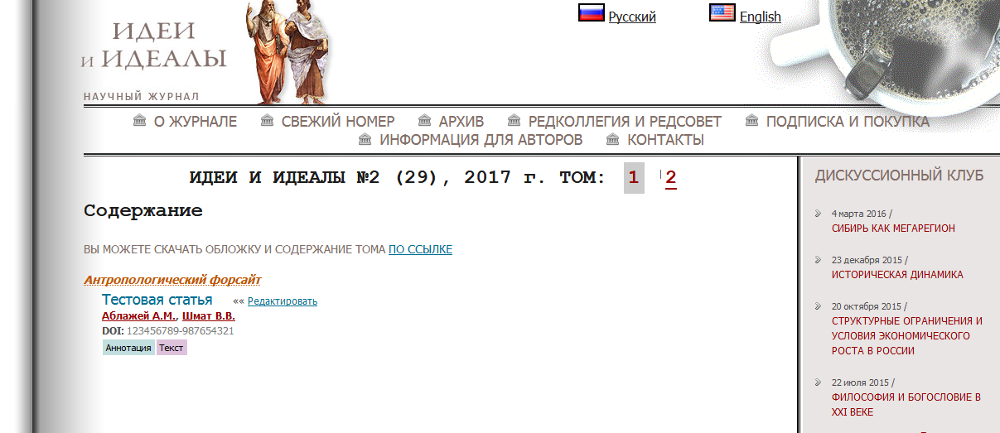 Русский
English
ИДЕИ
И ИДЕАЛЫ
НАУЧНЫЙ ЖУРНАЛ
О ЖУРНАЛЕ СВЕЖИЙ НОМЕР АРХИВ РЕДКОЛЛЕГИЯ И РЕДСОВЕТ ПОДПИСКА И ПОКУПКА
ИНФОРМАЦИЯ ДЛЯ АВТОРОВ КОНТАКТЫ
ИДЕИ И ИДЕАЛЫ №2 (29), 2017 г. ТОМ: 1 | 2
Содержание
ВЫ МОЖЕТЕ СКАЧАТЬ ОБЛОЖКУ И СОДЕРЖАНИЕ ТОМА ПО ССЫЛКЕ
Антропологический форсайт
Тестовая статья «« Редактировать
Аблажей А.М., Шмат В.В.
DOI: 123456789-987654321
Аннотация Текст
ДИСКУССИОННЫЙ КЛУБ
4 марта 2016 /
СИБИРЬ КАК МЕГАРЕГИОН
23 декабря 2015 /
ИСТОРИЧЕСКАЯ ДИНАМИКА
20 октября 2015 /
СТРУКТУРНЫЕ ОГРАНИЧЕНИЯ И
УСЛОВИЯ ЭКОНОМИЧЕСКОГО
РОСТА В РОССИИ
22 июля 2015 /
ФИЛОСОФИЯ И БОГОСЛОВИЕ В
XXI ВЕКЕ